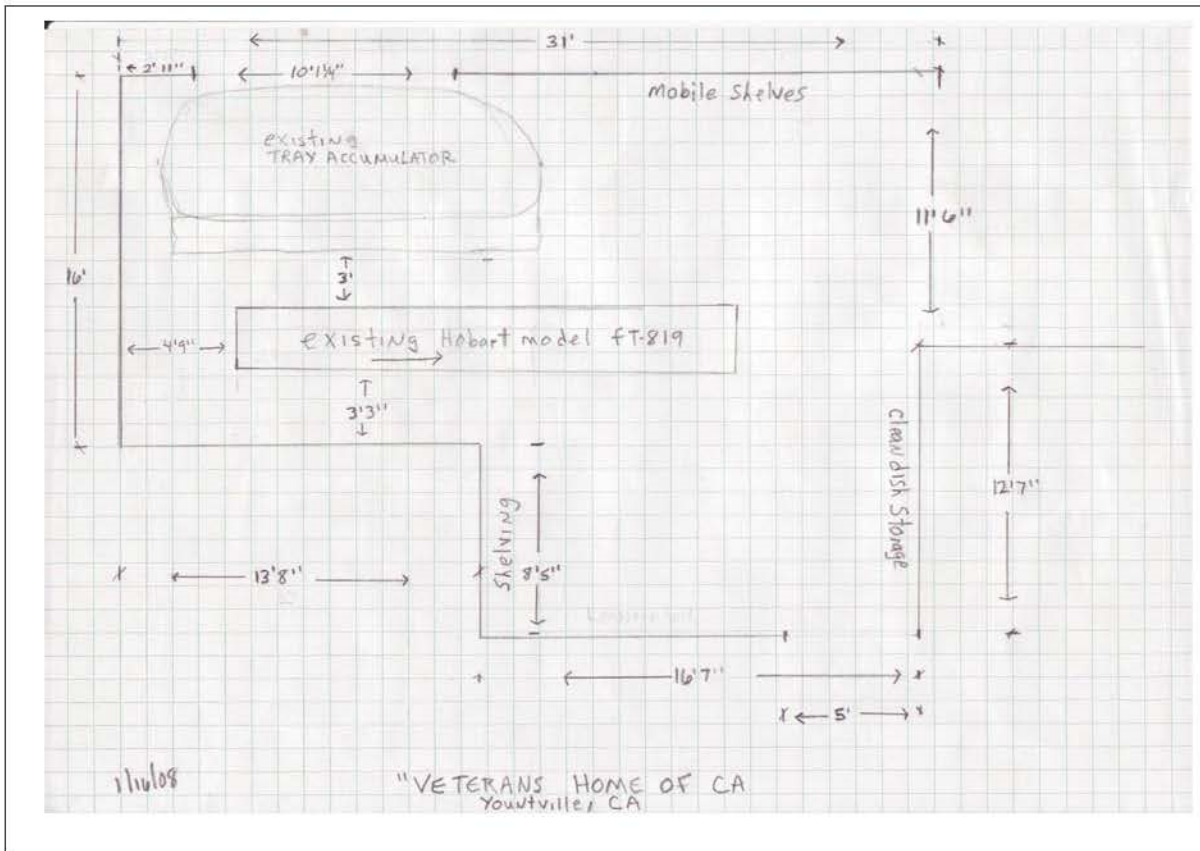 31'
2' 11"
10' 1¼"
mobile shelves
existing
TRAY ACCUMULATOR
11' 6"
16'
3'
existing Hobart model fT-819
4'9"
3'3"
clean dish Storage
12'7"
Shelving
8'5"
13'8"
16'7"
5'
1/16/08
"VETERANS HOME OF CA
Yountville, CA